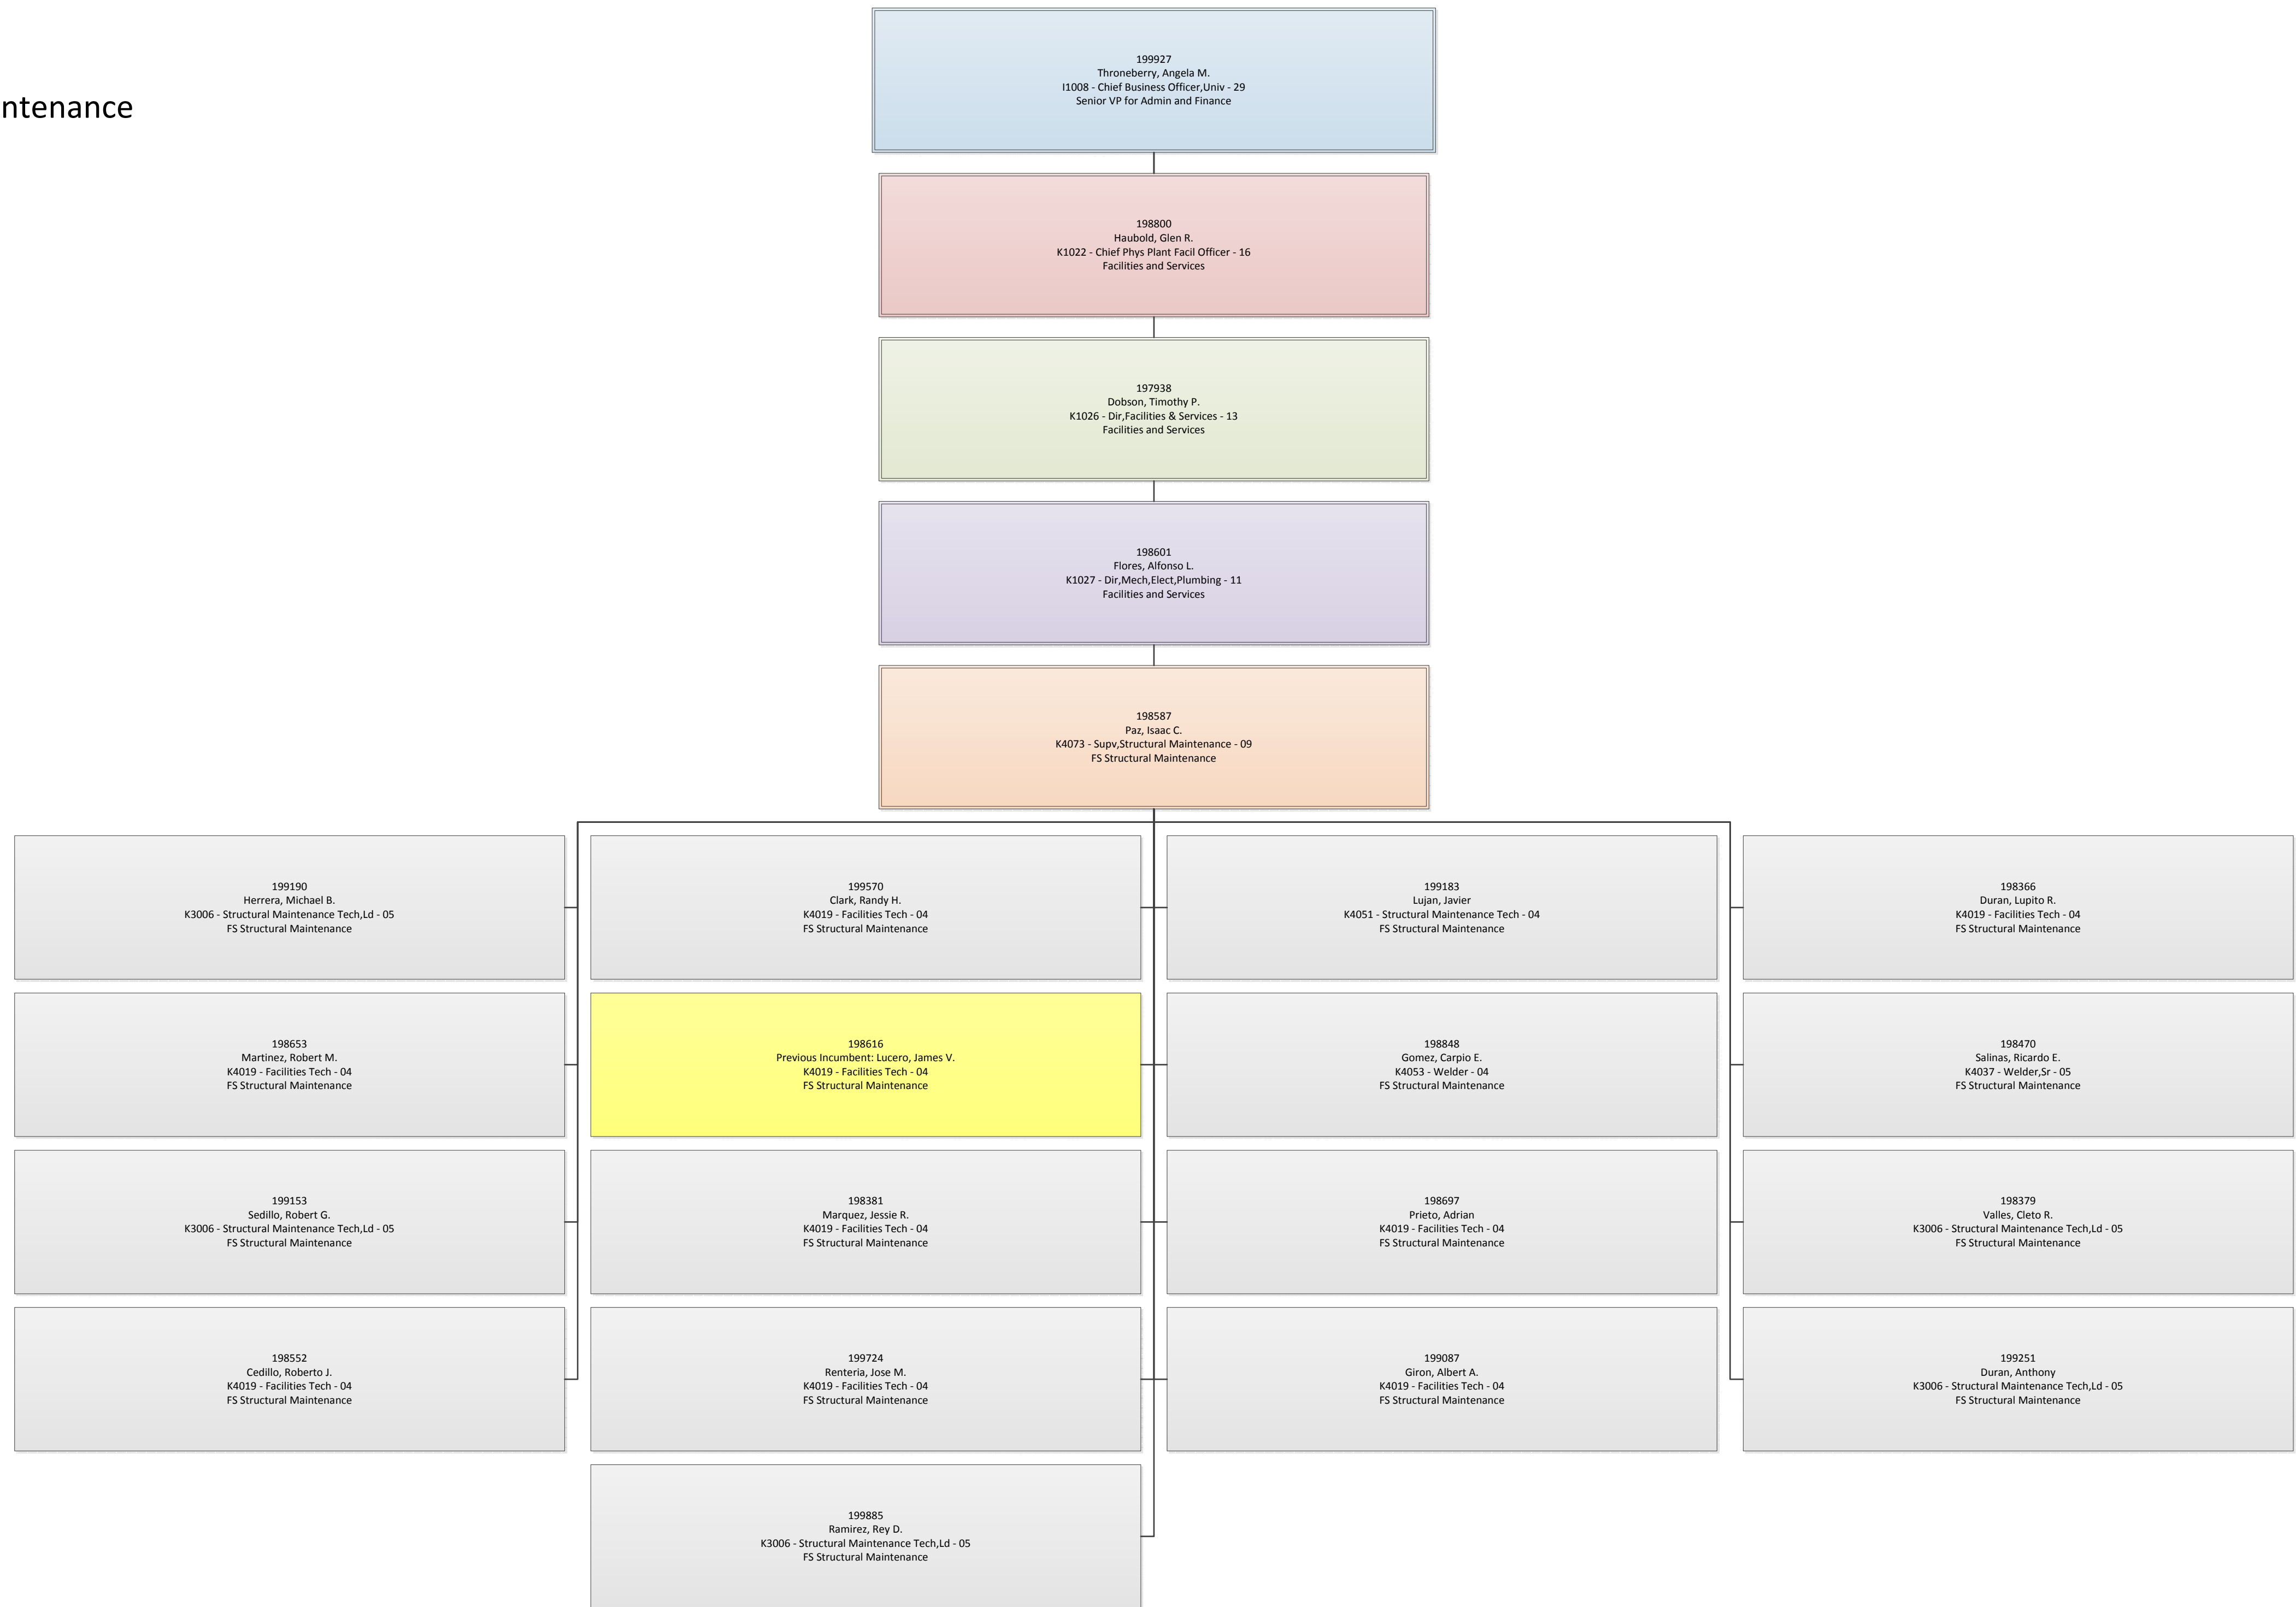 ntenance
199927
Throneberry, Angela M.
I1008 - Chief Business Officer,Univ - 29
Senior VP for Admin and Finance
198800
Haubold, Glen R.
K1022 - Chief Phys Plant Facil Officer - 16
Facilities and Services
197938
Dobson, Timothy P.
K1026 - Dir,Facilities & Services - 13
Facilities and Services
198601
Flores, Alfonso L.
K1027 - Dir,Mech,Elect,Plumbing - 11
Facilities and Services
198587
Paz, Isaac C.
K4073 - Supv,Structural Maintenance - 09
FS Structural Maintenance
199190
Herrera, Michael B.
K3006 - Structural Maintenance Tech,Ld - 05
FS Structural Maintenance
199570
Clark, Randy H.
K4019 - Facilities Tech - 04
FS Structural Maintenance
199183
Lujan, Javier
K4051 - Structural Maintenance Tech - 04
FS Structural Maintenance
198366
Duran, Lupito R.
K4019 - Facilities Tech - 04
FS Structural Maintenance
198653
Martinez, Robert M.
K4019 - Facilities Tech - 04
FS Structural Maintenance
198616
Previous Incumbent: Lucero, James V.
K4019 - Facilities Tech - 04
FS Structural Maintenance
198848
Gomez, Carpio E.
K4053 - Welder - 04
FS Structural Maintenance
198470
Salinas, Ricardo E.
K4037 - Welder,Sr - 05
FS Structural Maintenance
199153
Sedillo, Robert G.
K3006 - Structural Maintenance Tech,Ld - 05
FS Structural Maintenance
198381
Marquez, Jessie R.
K4019 - Facilities Tech - 04
FS Structural Maintenance
198697
Prieto, Adrian
K4019 - Facilities Tech - 04
FS Structural Maintenance
198379
Valles, Cleto R.
K3006 - Structural Maintenance Tech,Ld - 05
FS Structural Maintenance
198552
Cedillo, Roberto J.
K4019 - Facilities Tech - 04
FS Structural Maintenance
199724
Renteria, Jose M.
K4019 - Facilities Tech - 04
FS Structural Maintenance
199087
Giron, Albert A.
K4019 - Facilities Tech - 04
FS Structural Maintenance
199251
Duran, Anthony
K3006 - Structural Maintenance Tech,Ld - 05
FS Structural Maintenance
199885
Ramirez, Rey D.
K3006 - Structural Maintenance Tech,Ld - 05
FS Structural Maintenance